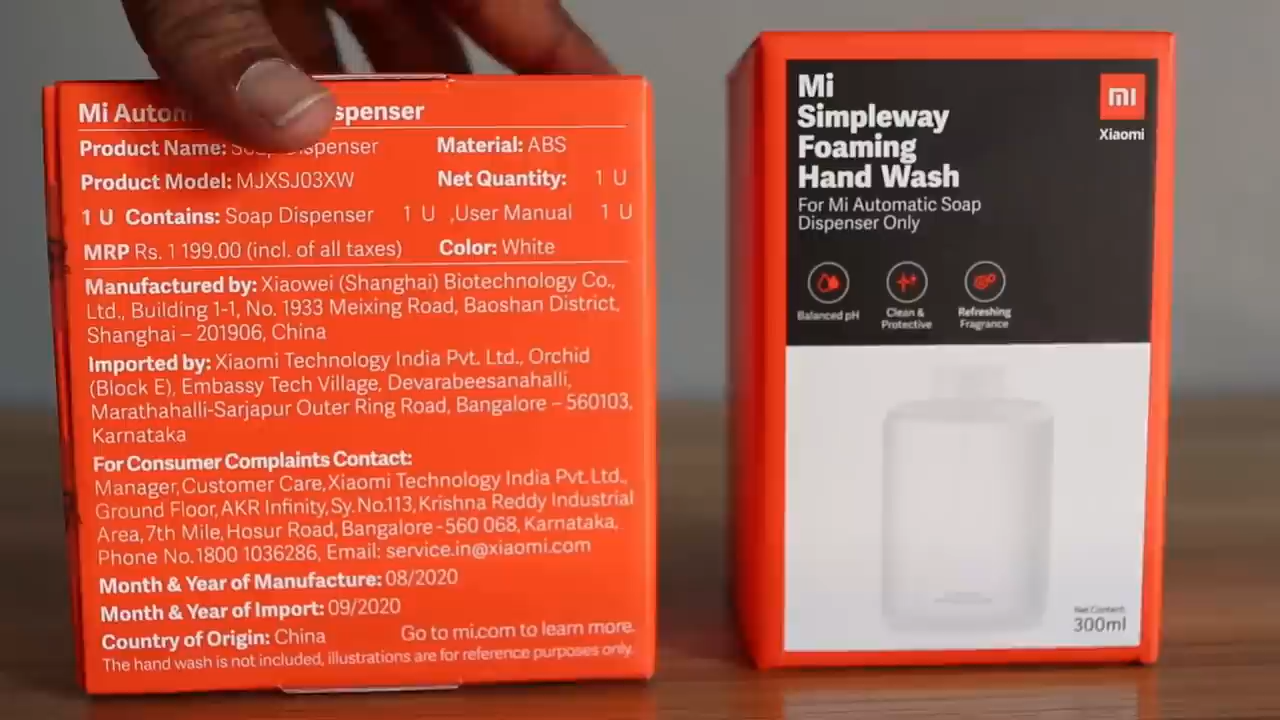 Mi Autom spenser
Product Name: Soap Dispenser
Material: ABS
Product Model: MJXSJ03XW
Net Quantity: 1 U
1 U Contains: Soap Dispenser 1 U ,User Manual 1 U
MRP Rs. 1 199.00 (incl. of all taxes)
Color: White
Manufactured by: Xiaowei (Shanghai) Biotechnology Co.,
Ltd., Building 1-1, No. 1933 Meixing Road, Baoshan District,
Shanghai – 201906, China
Imported by: Xiaomi Technology India Pvt. Ltd., Orchid
(Block E), Embassy Tech Village, Devarabeesanahalli,
Marathahalli-Sarjapur Outer Ring Road, Bangalore – 560103,
Karnataka
For Consumer Complaints Contact:
Manager, Customer Care, Xiaomi Technology India Pvt. Ltd.,
Ground Floor, AKR Infinity, Sy. No.113, Krishna Reddy Industrial
Area, 7th Mile, Hosur Road, Bangalore - 560 068, Karnataka,
Phone No. 1800 1036286, Email: service.in@xiaomi.com
Month & Year of Manufacture: 08/2020
Month & Year of Import: 09/2020
Country of Origin: China
Go to mi.com to learn more.
The hand wash is not included, illustrations are for reference purposes only.
Mi
Simpleway
Foaming
Hand Wash
For Mi Automatic Soap
Dispenser Only
mi
Xiaomi
Balanced pH
Clean &
Protective
Refreshing
Fragrance
Net Content:
300ml